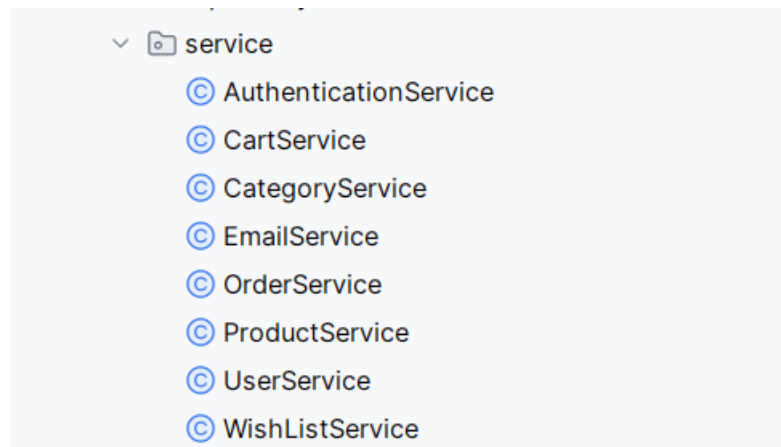 service
AuthenticationService
CartService
CategoryService
EmailService
OrderService
ProductService
UserService
WishListService